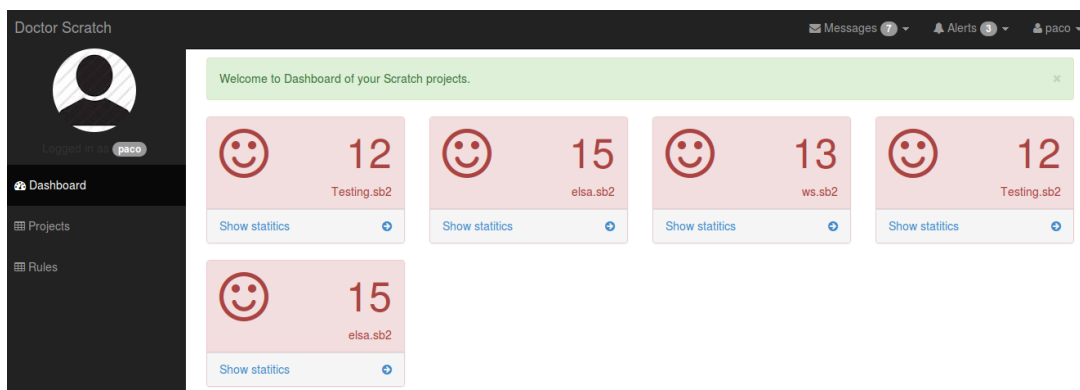 Doctor Scratch
Messages 7
Alerts 3
paco
Logged in as paco
Dashboard
Projects
Rules
Welcome to Dashboard of your Scratch projects.
×
12
Testing.sb2
Show statitics
15
elsa.sb2
Show statitics
13
ws.sb2
Show statitics
12
Testing.sb2
Show statitics
15
elsa.sb2
Show statitics